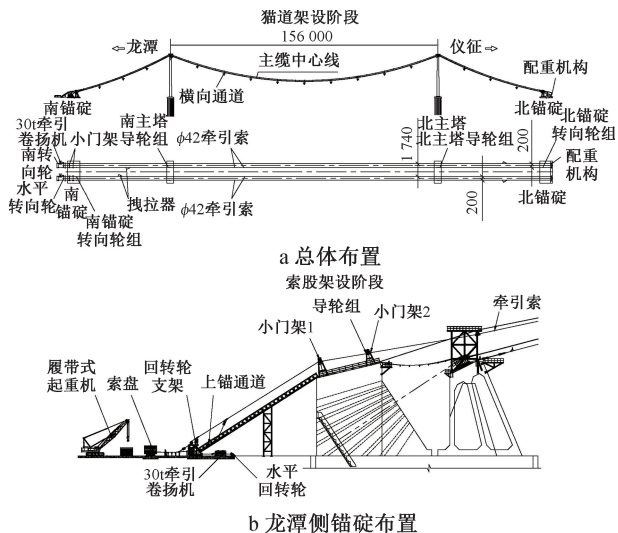 猫道架设阶段
156 000
龙潭
仪征
主缆中心线
横向通道
配重机构
南锚碇
北锚碇
30t牵引
卷扬机
小门架
南主塔
导轮组
φ42牵引索
北主塔
北主塔导轮组
1 740
200
北锚碇
转向轮组
南转
向轮
配重
机构
水平
转向轮
南
锚碇
南锚碇
转向轮组
拽拉器
φ42牵引索
200
北锚碇
a 总体布置
索股架设阶段
导轮组
小门架1
小门架2
牵引索
履带式
起重机
索盘
回转轮
支架
上锚通道
30t牵引
卷扬机
水平
回转轮
b 龙潭侧锚碇布置